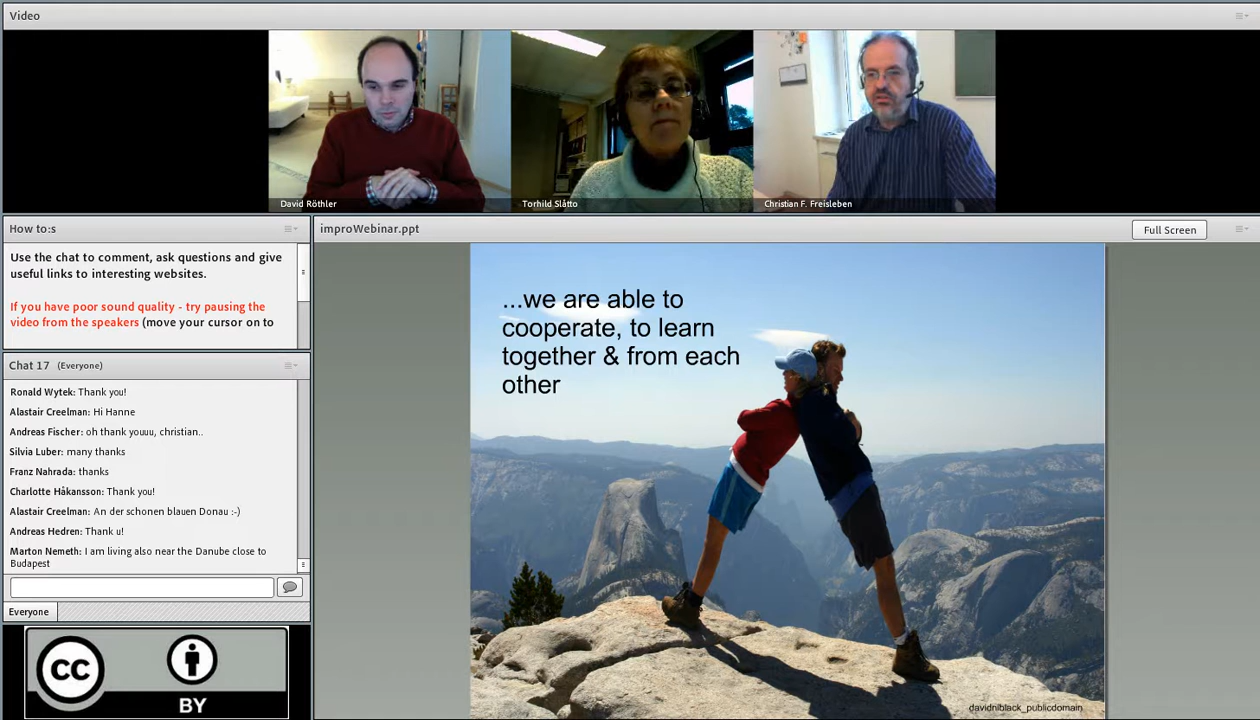 Video
David Röthler
Torhild Slåtto
Christian F. Freisleben
How to:s
Use the chat to comment, ask questions and give
useful links to interesting websites.
If you have poor sound quality - try pausing the
video from the speakers (move your cursor on to
Chat 17 (Everyone)
Ronald Wytek: Thank you!
Alastair Creelman: Hi Hanne
Andreas Fischer: oh thank youuu, christian..
Silvia Luber: many thanks
Franz Nahrada: thanks
Charlotte Håkansson: Thank you!
Alastair Creelman: An der schonen blauen Donau :-)
Andreas Hedren: Thank u!
Marton Nemeth: I am living also near the Danube close to
Budapest
Everyone
CC
BY
improWebinar.ppt
Full Screen
...we are able to
cooperate, to learn
together & from each
other
davidniblack_publicdomain